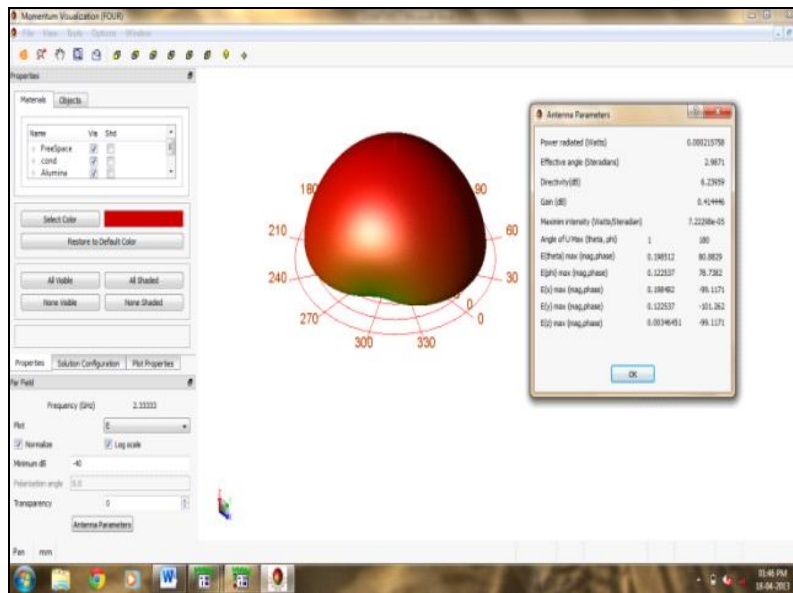 Momentum Visualization (FOUR)
File View Tools Options Window
Properties
Materials Objects
Name Vis Shd
FreeSpace
cond
Alumina
Select Color
Restore to Default Color
All Visible All Shaded
None Visible None Shaded
Properties Solution Configuration Plot Properties
Far Field
Frequency (GHz) 2.33333
Plot E
Normalize Log scale
Minimum dB -40
Polarization angle 0.0
Transparency 0
Antenna Parameters
Pan mm
180 90
210 60
240 30
270 0 0
300 330
Antenna Parameters
Power radiated (Watts) 0.000215758
Effective angle (Steradians) 2.9871
Directivity(dB) 6.23959
Gain (dB) 0.414446
Maximim intensity (Watts/Steradian) 7.22298e-05
Angle of U Max (theta, phi) 1 180
E(theta) max (mag,phase) 0.198512 80.8829
E(phi) max (mag,phase) 0.122537 78.7382
E(x) max (mag,phase) 0.198482 -99.1171
E(y) max (mag,phase) 0.122537 -101.262
E(z) max (mag,phase) 0.00346451 -99.1171
OK
01:46 PM
18-04-2013